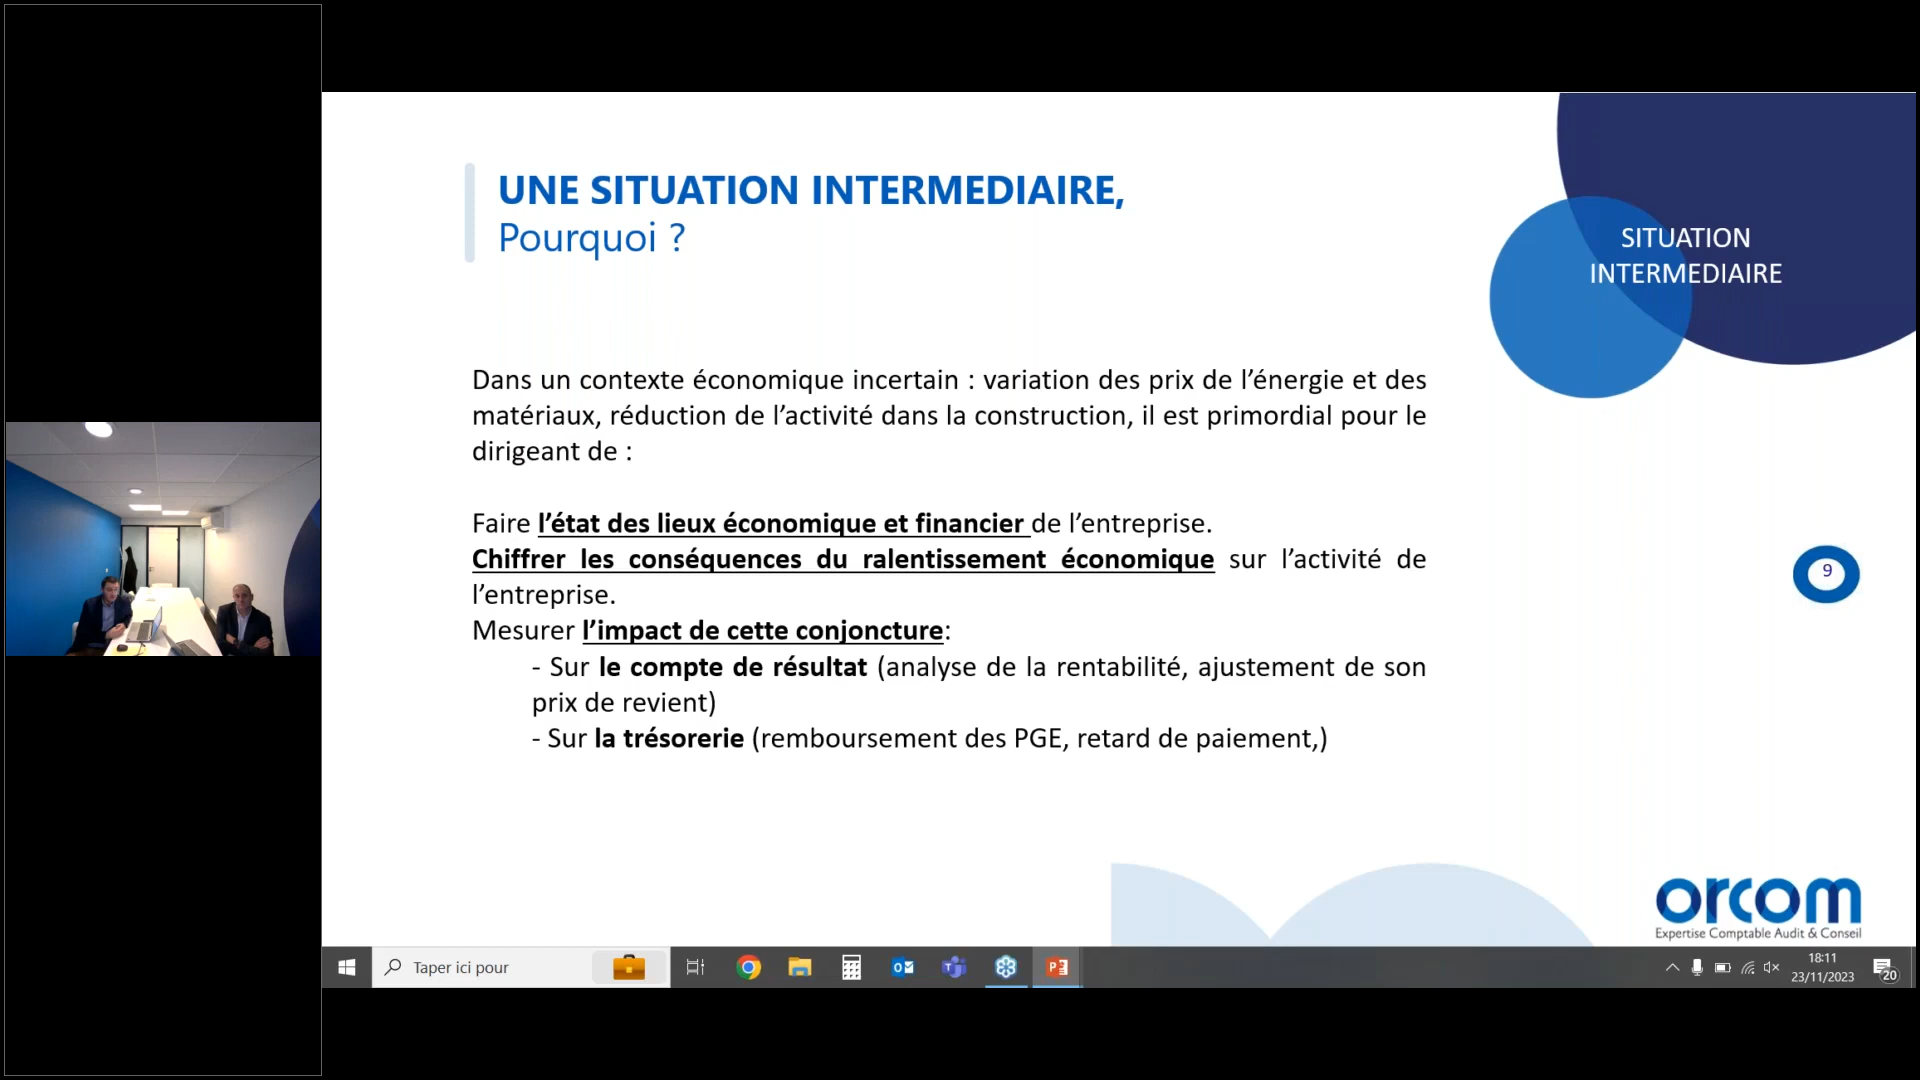 UNE SITUATION INTERMEDIAIRE,
Pourquoi ?
SITUATION
INTERMEDIAIRE
Dans un contexte économique incertain : variation des prix de l’énergie et des
matériaux, réduction de l’activité dans la construction, il est primordial pour le
dirigeant de :
Faire l’état des lieux économique et financier de l’entreprise.
Chiffrer les conséquences du ralentissement économique sur l’activité de
l’entreprise.
Mesurer l’impact de cette conjoncture:
- Sur le compte de résultat (analyse de la rentabilité, ajustement de son
prix de revient)
- Sur la trésorerie (remboursement des PGE, retard de paiement,)
9
orcom
Expertise Comptable Audit & Conseil
Taper ici pour
18:11
23/11/2023
20